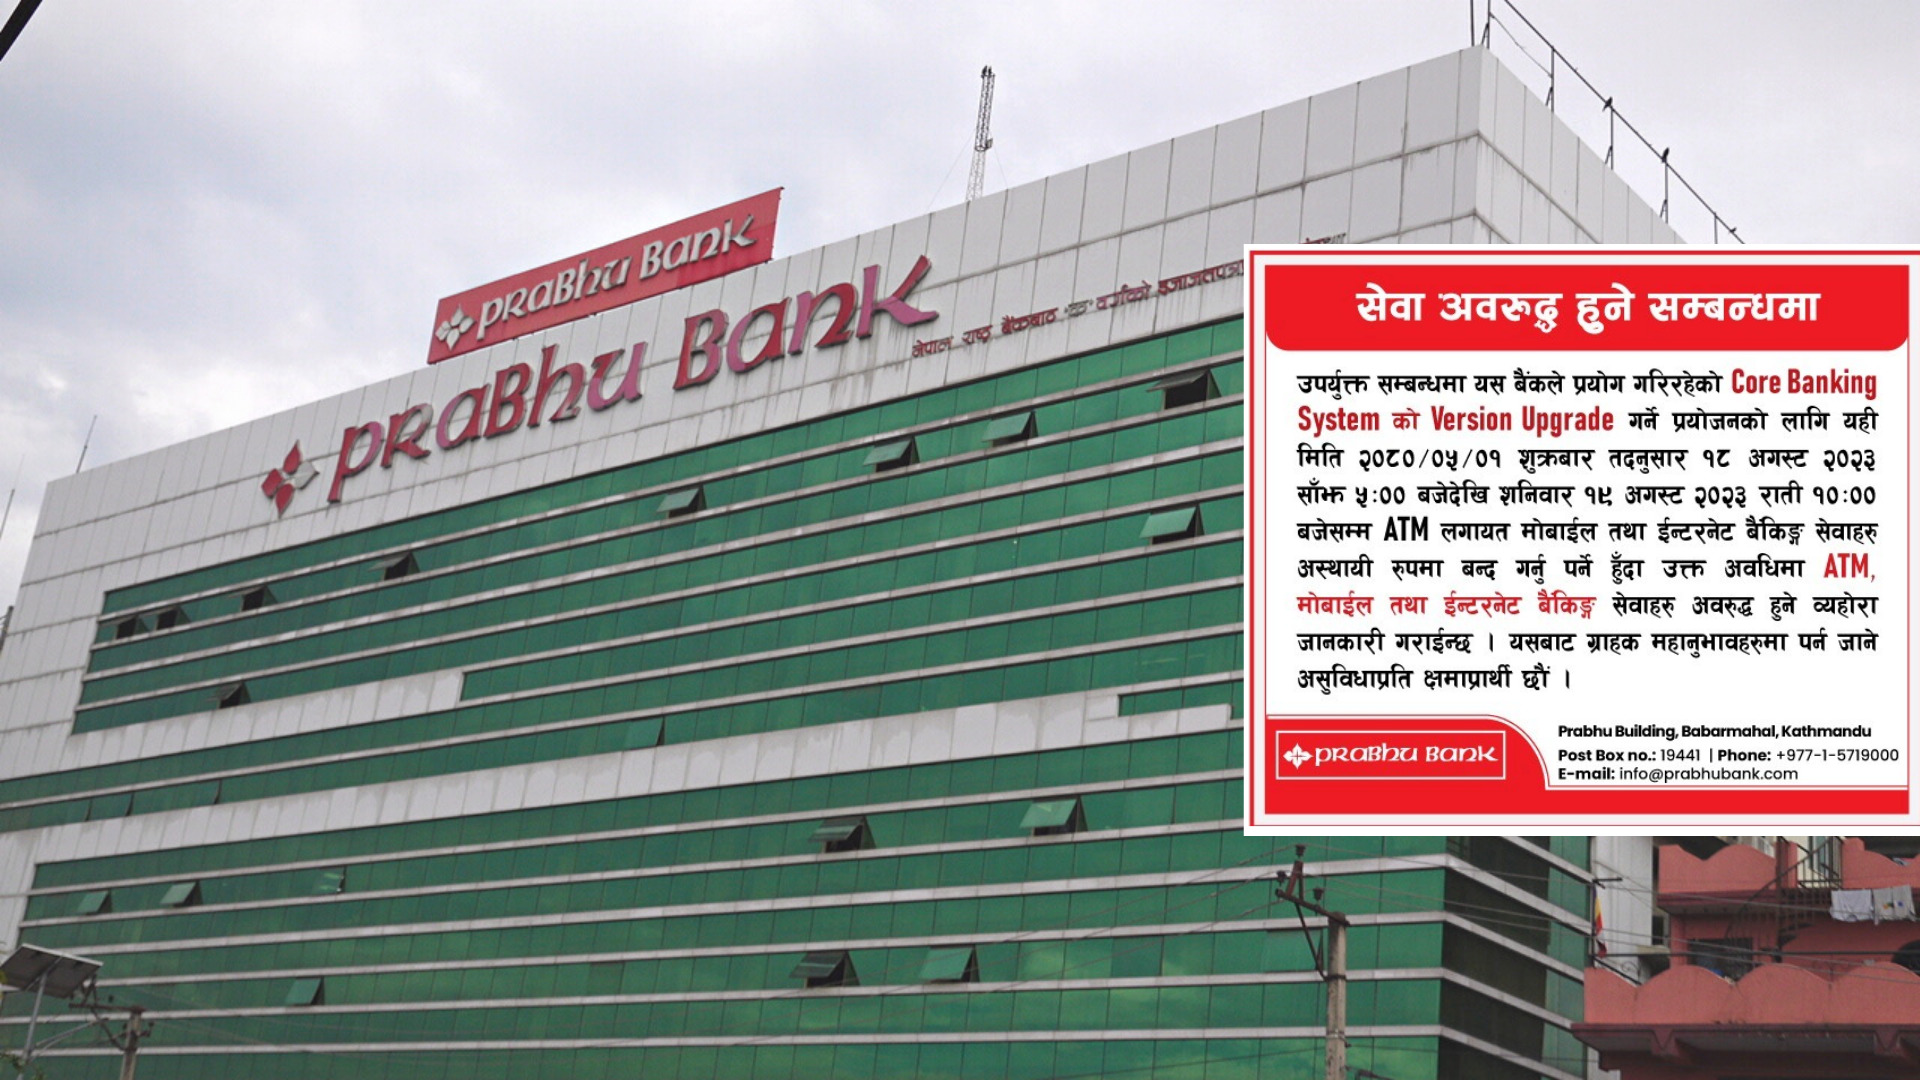 PRABHU BANK
PRABHU BANK
नेपाल राष्ट्र बैंकबाट "क" वर्गको इजाजतपत्र
सेवा अवरूद्ध हुने सम्बन्धमा
उपर्युक्त सम्बन्धमा यस बैंकले प्रयोग गरिरहेको Core Banking
System को Version Upgrade गर्ने प्रयोजनको लागि यही
मिति २०८०/०५/०१ शुक्रबार तदनुसार १८ अगस्ट २०२३
साँझ ५:०० बजेदेखि शनिवार १९ अगस्ट २०२३ राती १०:००
बजेसम्म ATM लगायत मोबाईल तथा ईन्टरनेट बैंकिङ्ग सेवाहरु
अस्थायी रुपमा बन्द गर्नु पर्ने हुँदा उक्त अवधिमा ATM,
मोबाईल तथा ईन्टरनेट बैंकिङ्ग सेवाहरु अवरुद्ध हुने व्यहोरा
जानकारी गराईन्छ । यसबाट ग्राहक महानुभावहरुमा पर्न जाने
असुविधाप्रति क्षमाप्रार्थी छौं ।
PRABHU BANK
Prabhu Building, Babarmahal, Kathmandu
Post Box no.: 19441 | Phone: +977-1-5719000
E-mail: info@prabhubank.com